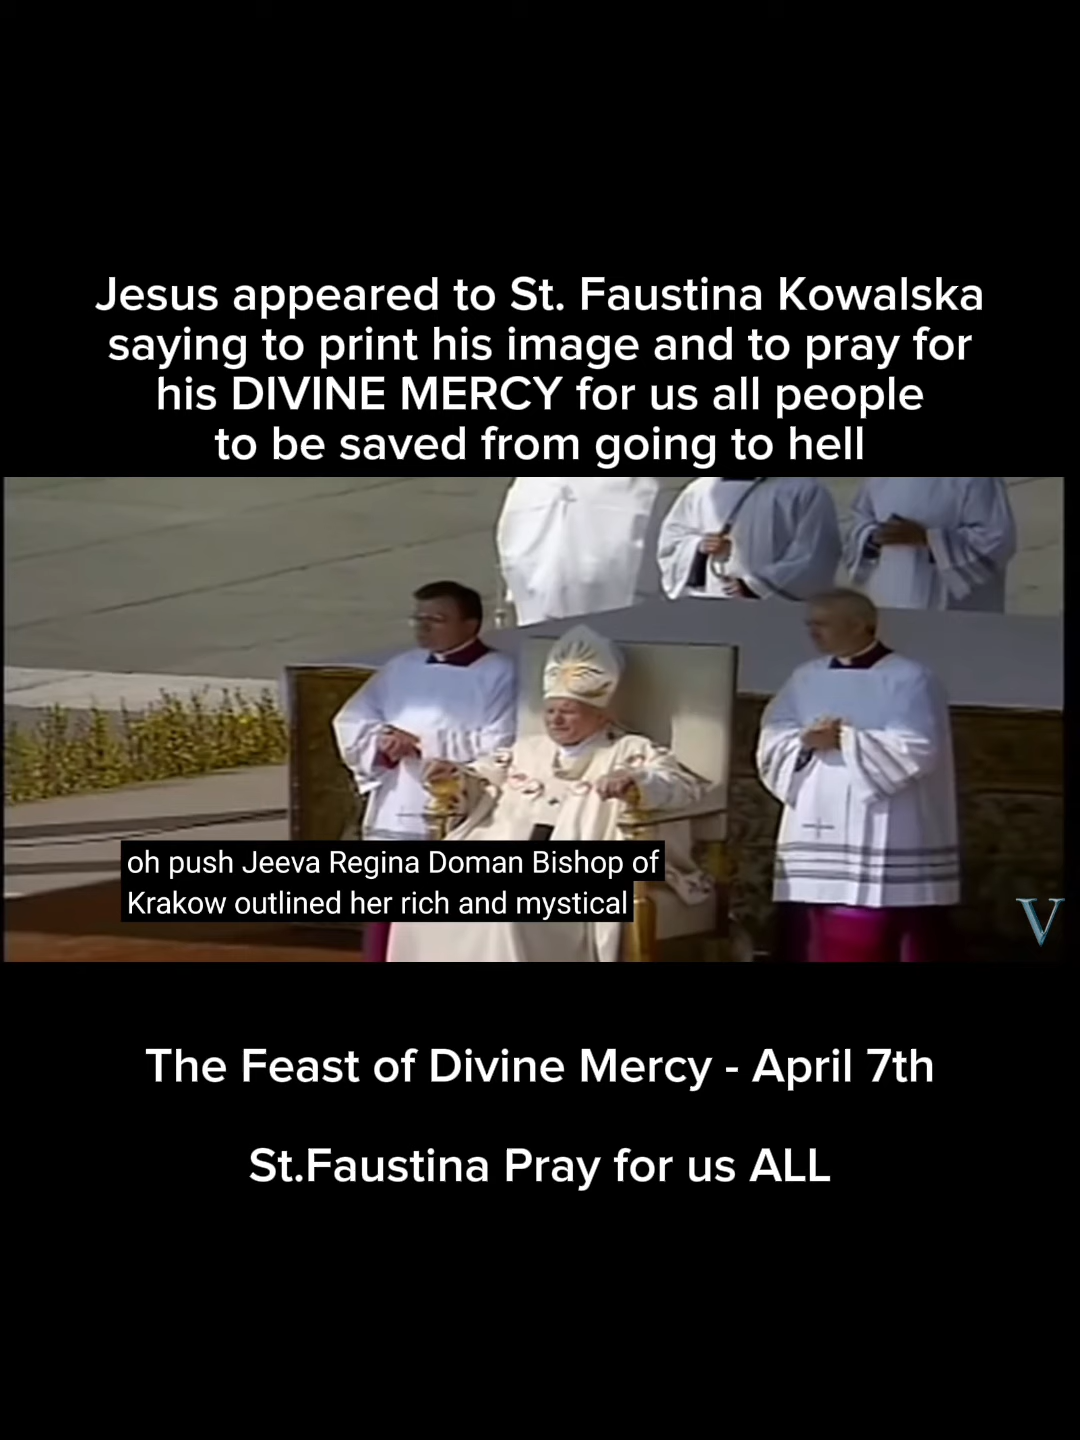 Jesus appeared to St. Faustina Kowalska
saying to print his image and to pray for
his DIVINE MERCY for us all people
to be saved from going to hell
oh push Jeeva Regina Doman Bishop of
Krakow outlined her rich and mystical
V
The Feast of Divine Mercy - April 7th
St.Faustina Pray for us ALL